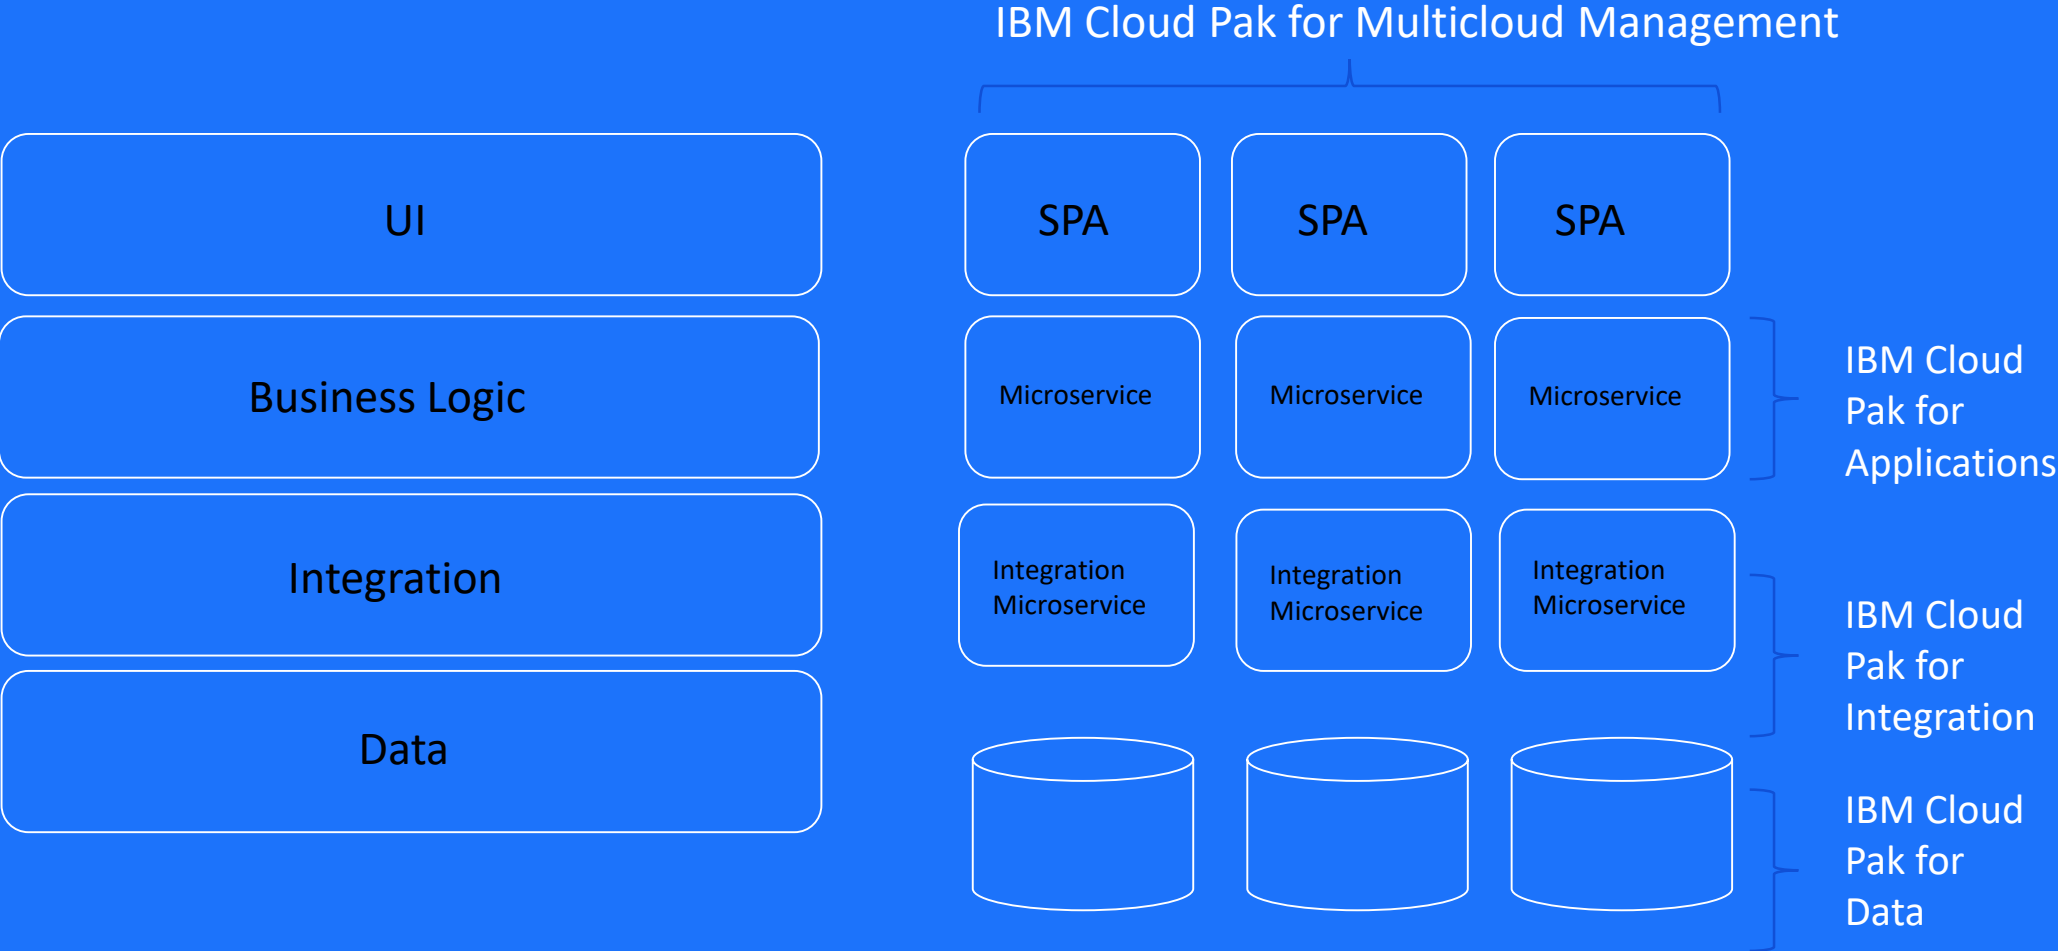 IBM Cloud Pak for Multicloud Management
UI
SPA
SPA
SPA
Business Logic
Microservice
Microservice
Microservice
IBM Cloud
Pak for
Applications
Integration
Integration
Microservice
Integration
Microservice
Integration
Microservice
IBM Cloud
Pak for
Integration
Data
IBM Cloud
Pak for
Data